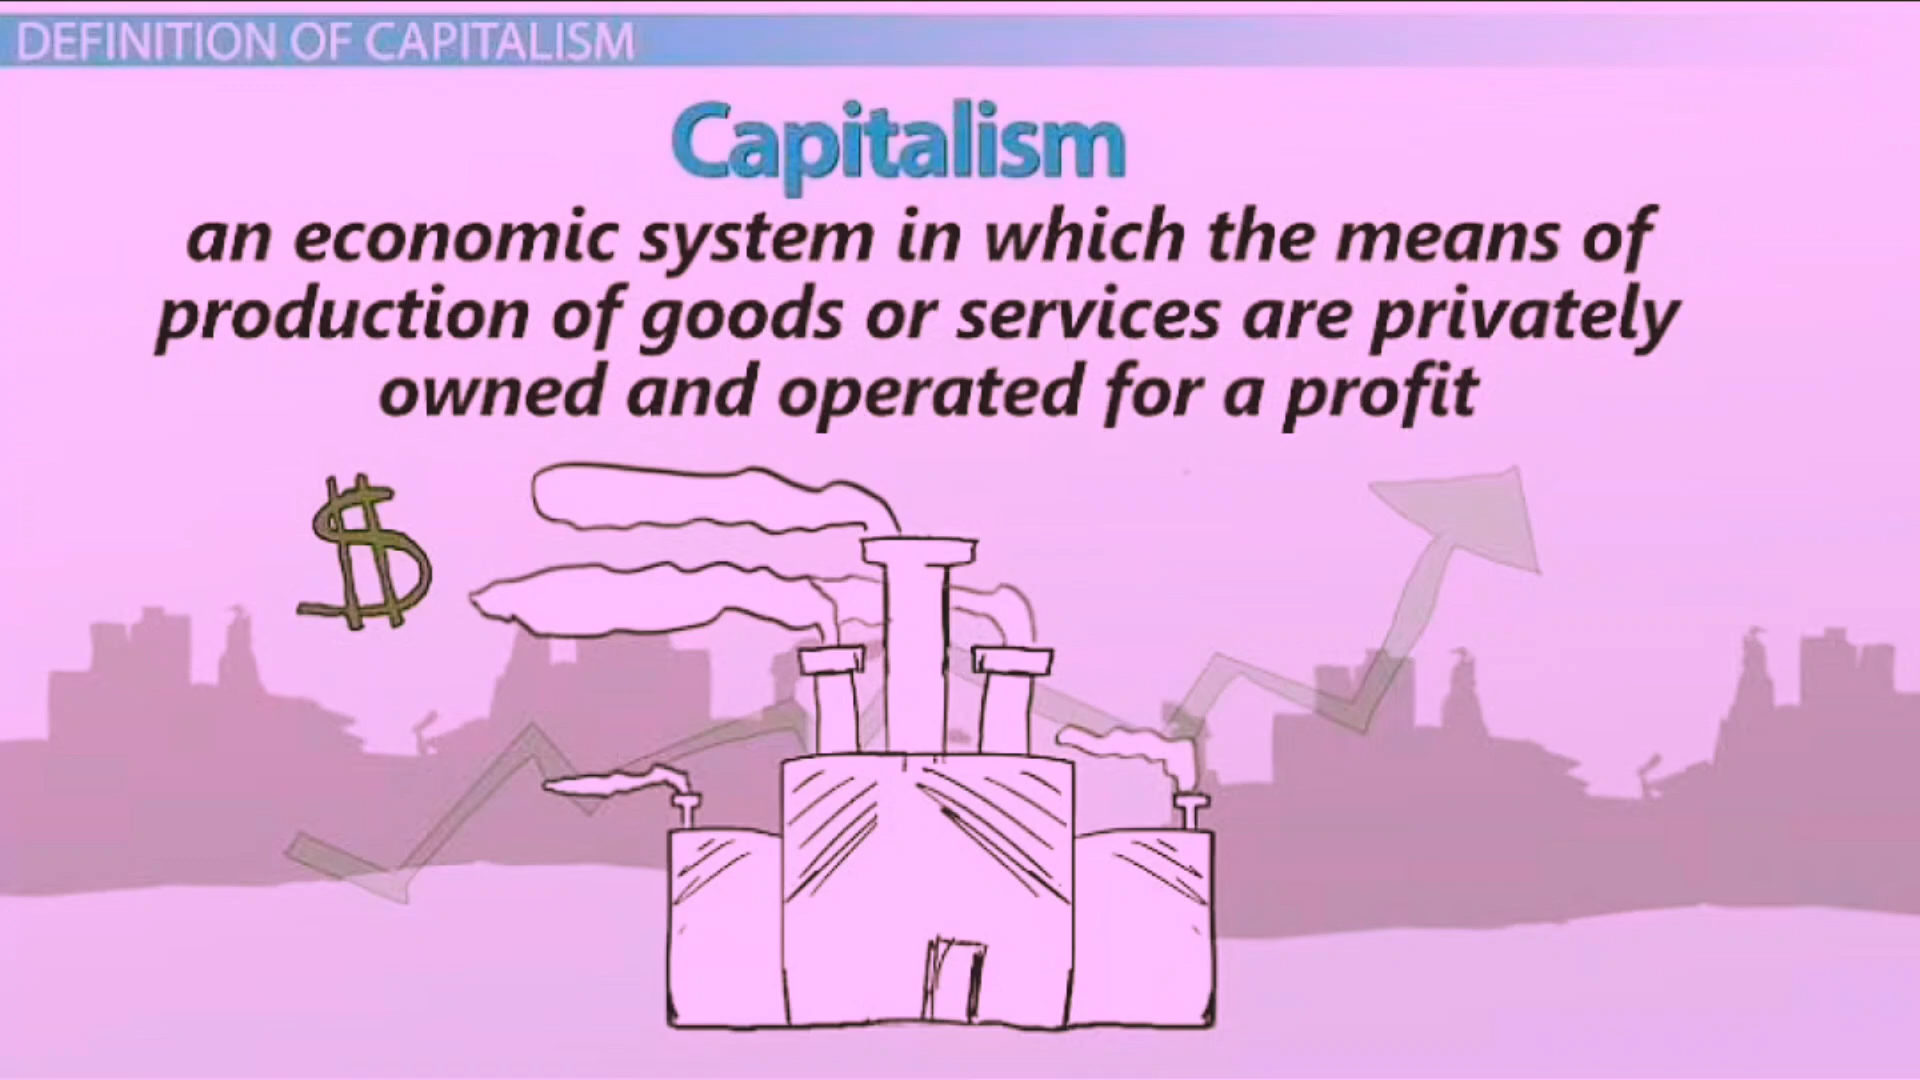 DEFINITION OF CAPITALISM
Capitalism
an economic system in which the means of
production of goods or services are privately
owned and operated for a profit
$